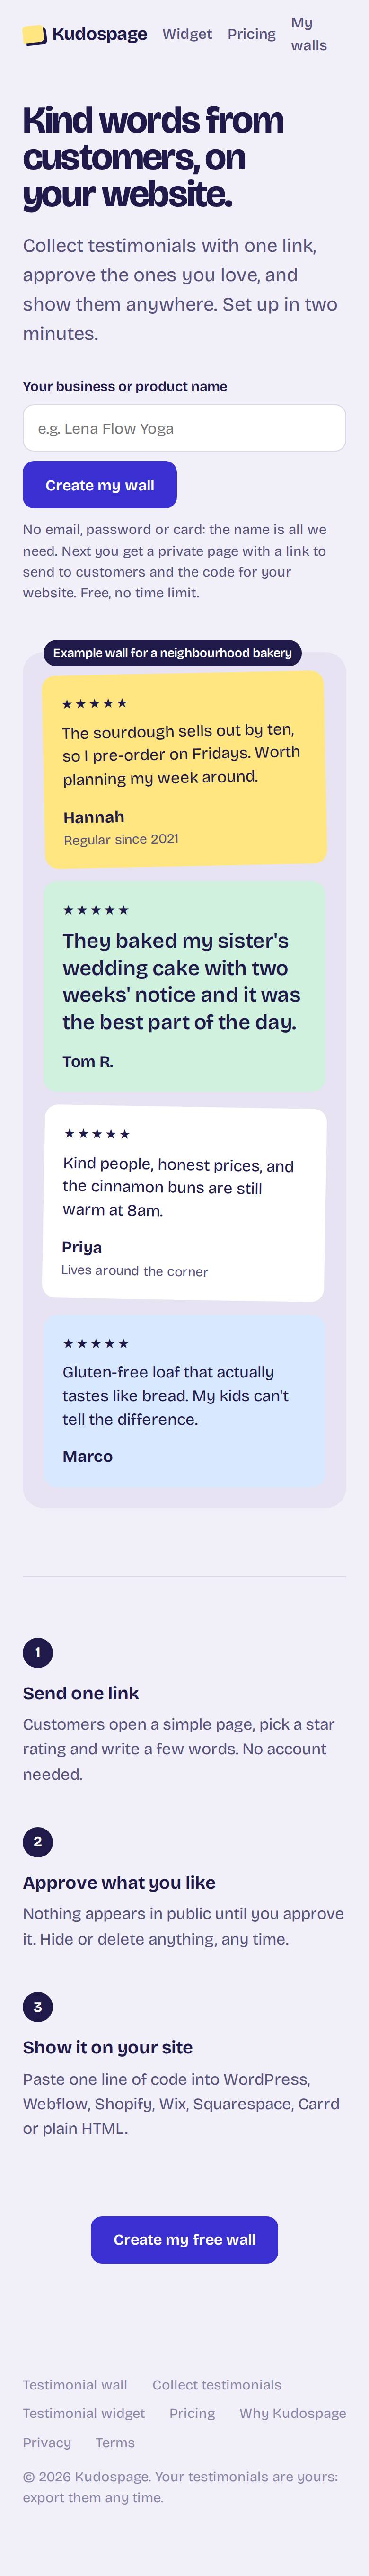 Kudospage Widget Pricing My walls
Kind words from
customers, on
your website.
Collect testimonials with one link,
approve the ones you love, and
show them anywhere. Set up in two
minutes.
Your business or product name
e.g. Lena Flow Yoga
Create my wall
No email, password or card: the name is all we
need. Next you get a private page with a link to
send to customers and the code for your
website. Free, no time limit.
Example wall for a neighbourhood bakery
★★★★★
The sourdough sells out by ten,
so I pre-order on Fridays. Worth
planning my week around.
Hannah
Regular since 2021
★★★★★
They baked my sister's
wedding cake with two
weeks' notice and it was
the best part of the day.
Tom R.
★★★★★
Kind people, honest prices, and
the cinnamon buns are still
warm at 8am.
Priya
Lives around the corner
★★★★★
Gluten-free loaf that actually
tastes like bread. My kids can't
tell the difference.
Marco
1
Send one link
Customers open a simple page, pick a star
rating and write a few words. No account
needed.
2
Approve what you like
Nothing appears in public until you approve
it. Hide or delete anything, any time.
3
Show it on your site
Paste one line of code into WordPress,
Webflow, Shopify, Wix, Squarespace, Carrd
or plain HTML.
Create my free wall
Testimonial wall Collect testimonials
Testimonial widget Pricing Why Kudospage
Privacy Terms
© 2026 Kudospage. Your testimonials are yours:
export them any time.